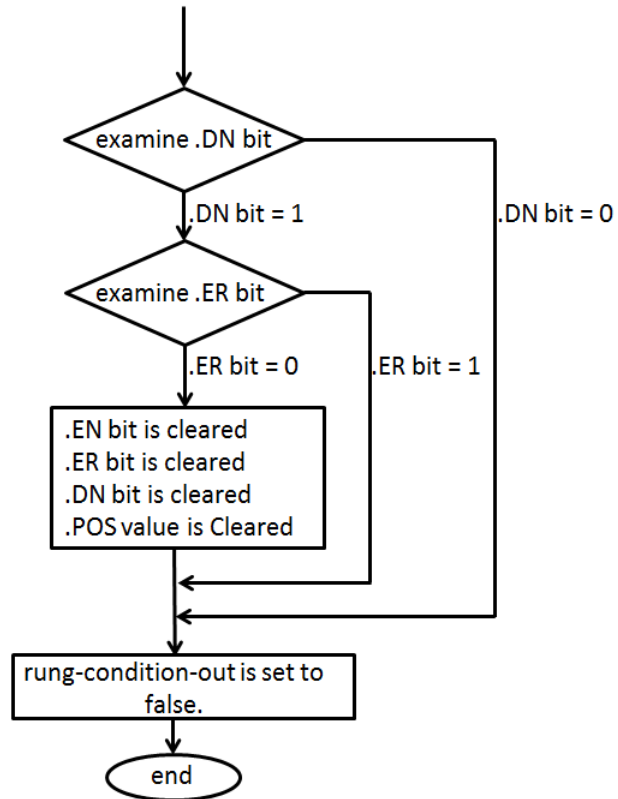 examine .DN bit
.DN bit = 1
.DN bit = 0
examine .ER bit
.ER bit = 0
.ER bit = 1
.EN bit is cleared
.ER bit is cleared
.DN bit is cleared
.POS value is Cleared
rung-condition-out is set to
false.
end